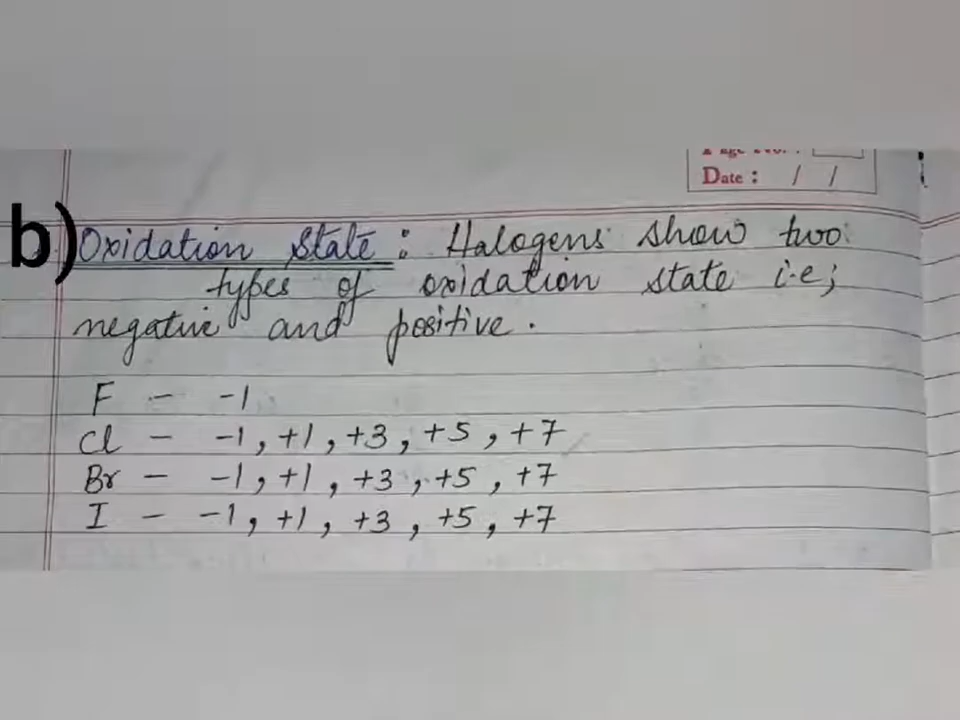 Date : / /
b) Oxidation State : Halogens show two
types of oxidation state i.e;
negative and positive.
F - -1
Cl - -1, +1, +3, +5, +7
Br - -1, +1, +3, +5, +7
I - -1, +1, +3, +5, +7